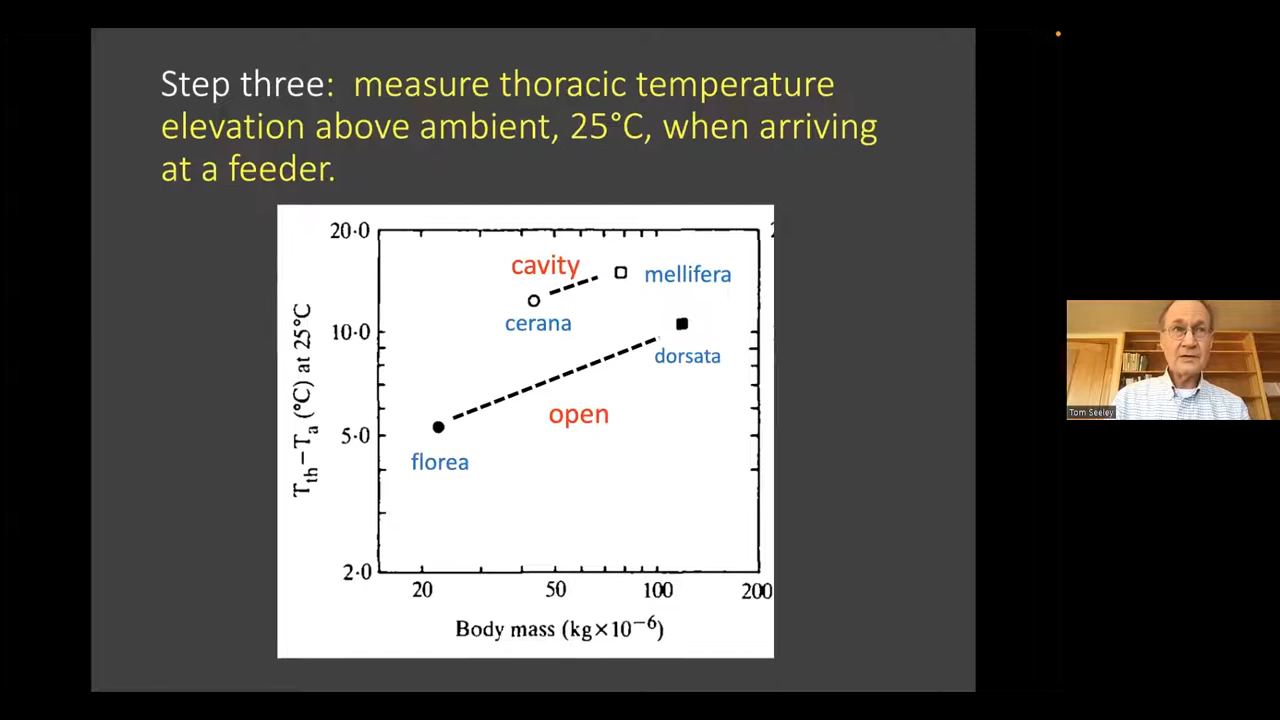 Step three:  measure thoracic temperature
elevation above ambient, 25°C, when arriving
at a feeder.
20·0
10·0
5·0
2·0
Tth−Ta (°C) at 25°C
cavity
mellifera
cerana
dorsata
open
florea
20 50 100 200
Body mass (kg×10−6)
Tom Seeley